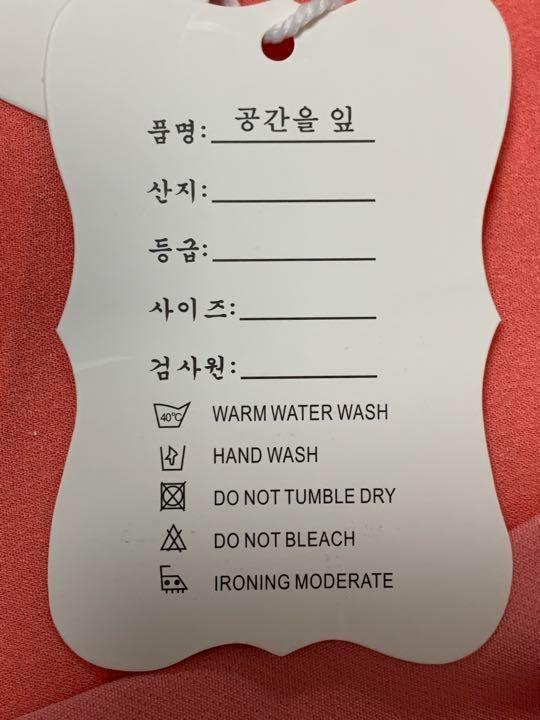 품명: 공간을 잎
산지:
등급:
사이즈:
검사원:
40℃ WARM WATER WASH
HAND WASH
DO NOT TUMBLE DRY
DO NOT BLEACH
IRONING MODERATE